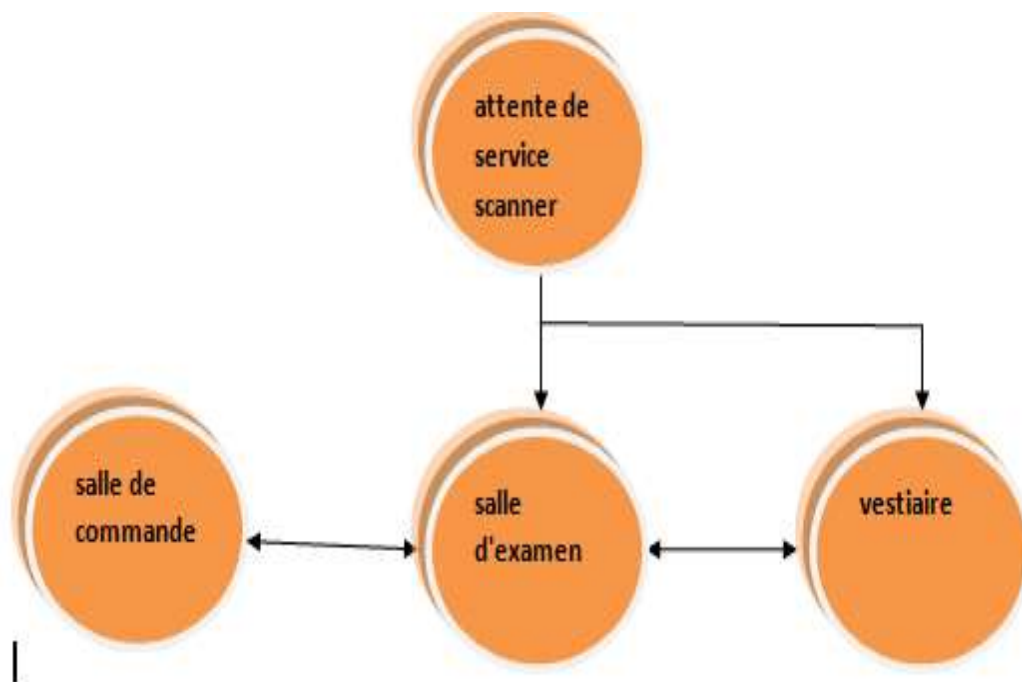 attente de
service
scanner
salle de
commande
salle
d'examen
vestiaire